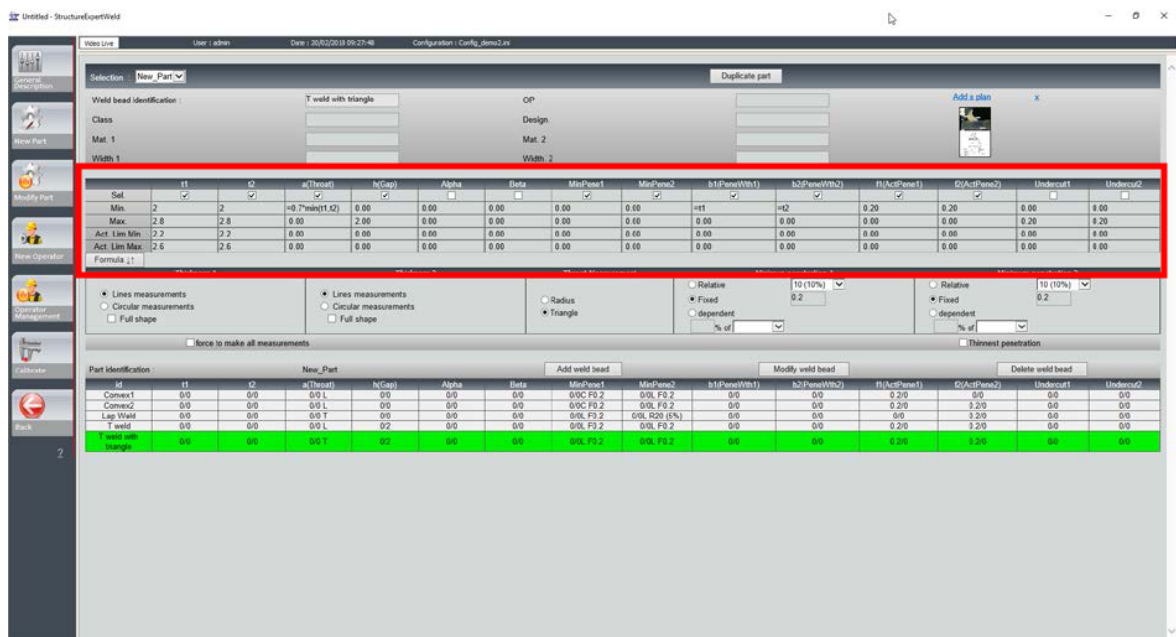 Untitled - StructureExpertWeld
Video Live User : admin Date : 20/02/2018 09:27:48 Configuration : Config_demo2.ini
General Description
New Part
Modify Part
New Operator
Operator Management
Calibrate
Back
?
Selection : New_Part Duplicate part
Weld bead identification : T weld with triangle OP Add a plan x
Class Design.
Mat. 1 Mat. 2
Width 1 Width. 2
t1 t2 a(Throat) h(Gap) Alpha Beta MinPene1 MinPene2 b1(PeneWth1) b2(PeneWth2) f1(ActPene1) f2(ActPene2) Undercut1 Undercut2
Sel.
Min. 2 2 =0.7*min(t1,t2) 0.00 0.00 0.00 0.00 0.00 =t1 =t2 0.20 0.20 0.00 0.00
Max. 2.8 2.8 0.00 2.00 0.00 0.00 0.00 0.00 0.00 0.00 0.00 0.00 0.20 0.20
Act. Lim Min 2.2 2.2 0.00 0.00 0.00 0.00 0.00 0.00 0.00 0.00 0.00 0.00 0.00 0.00
Act. Lim Max 2.6 2.6 0.00 0.00 0.00 0.00 0.00 0.00 0.00 0.00 0.00 0.00 0.00 0.00
Formula ↓↑
Lines measurements Lines measurements Radius Relative 10 (10%) Relative 10 (10%)
Circular measurements Circular measurements Triangle Fixed 0.2 Fixed 0.2
Full shape Full shape dependent dependent
% of % of
force to make all measurements Thinnest penetration
Part identification : New_Part Add weld bead Modify weld bead Delete weld bead
id t1 t2 a(Throat) h(Gap) Alpha Beta MinPene1 MinPene2 b1(PeneWth1) b2(PeneWth2) f1(ActPene1) f2(ActPene2) Undercut1 Undercut2
Convex1 0/0 0/0 0/0 L 0/0 0/0 0/0 0/0C F0.2 0/0L F0.2 0/0 0/0 0.2/0 0/0 0/0 0/0
Convex2 0/0 0/0 0/0 L 0/0 0/0 0/0 0/0C F0.2 0/0L F0.2 0/0 0/0 0.2/0 0.2/0 0/0 0/0
Lap Weld 0/0 0/0 0/0 T 0/0 0/0 0/0 0/0L F0.2 0/0L R20 (5%) 0/0 0/0 0/0 0.2/0 0/0 0/0
T weld 0/0 0/0 0/0 L 0/2 0/0 0/0 0/0L F0.2 0/0L F0.2 0/0 0/0 0.2/0 0.2/0 0/0 0/0
T weld with triangle 0/0 0/0 0/0 T 0/2 0/0 0/0 0/0L F0.2 0/0L F0.2 0/0 0/0 0.2/0 0.2/0 0/0 0/0